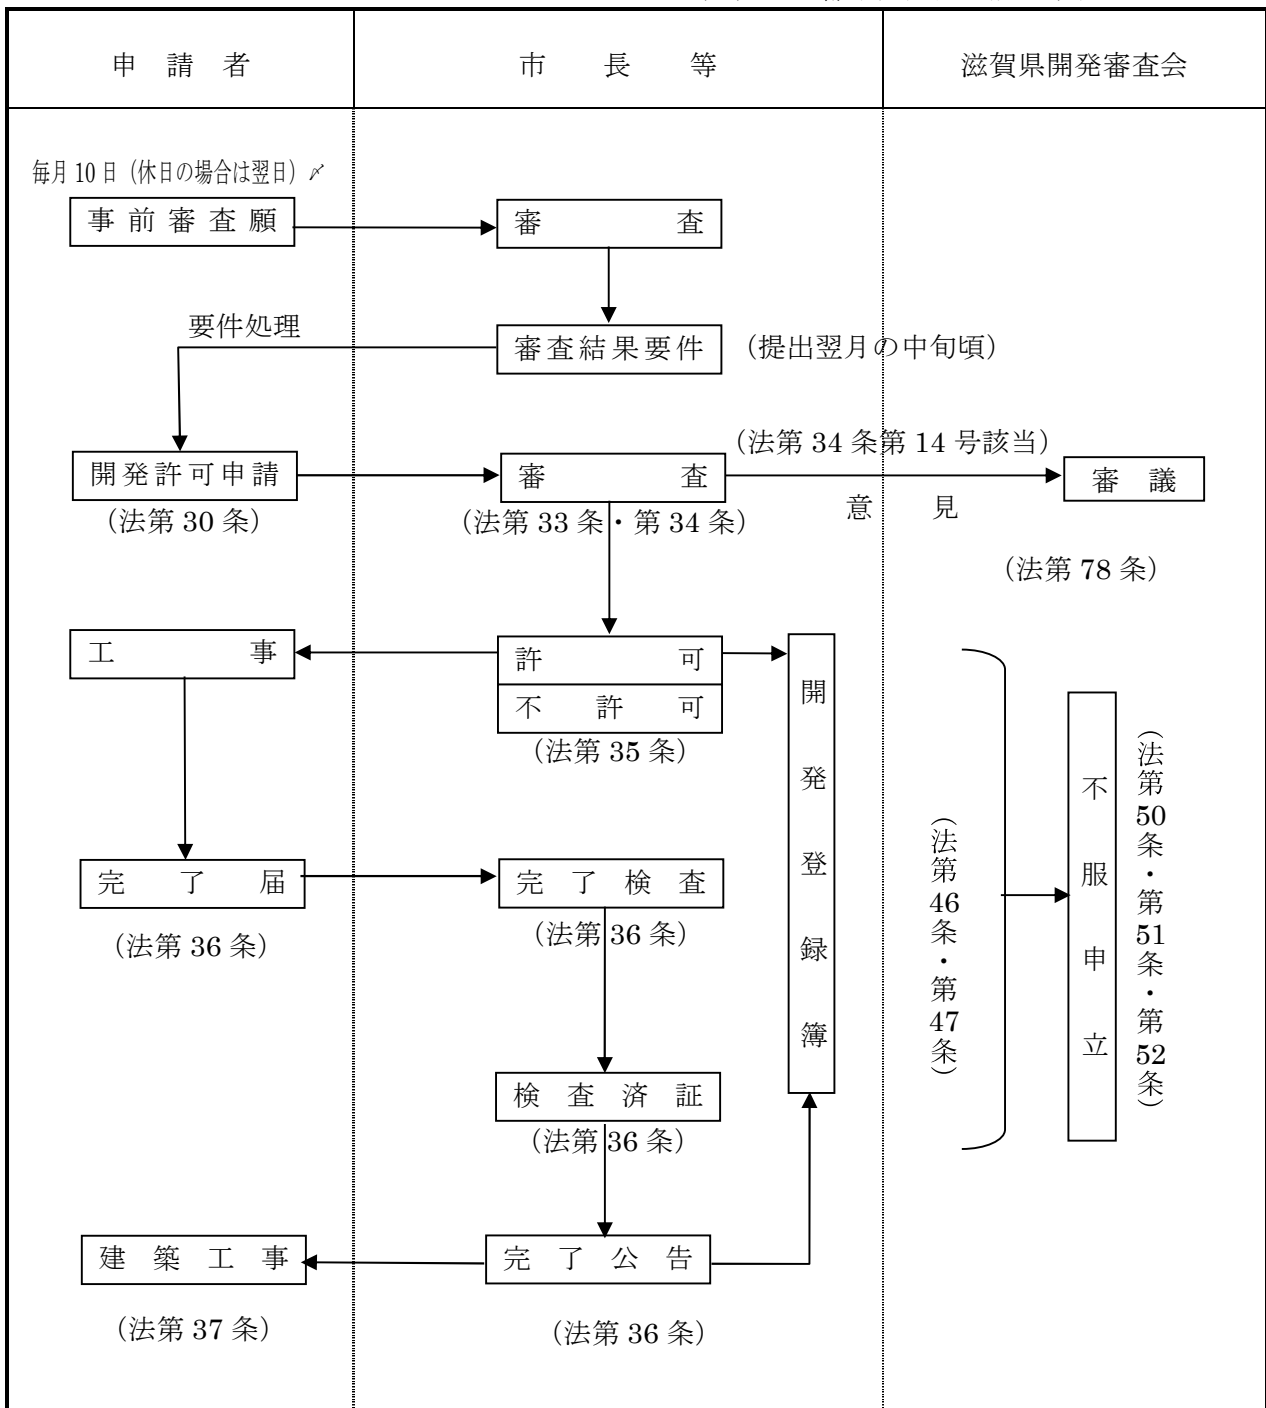 申請者
市長等
滋賀県開発審査会
毎月10日（休日の場合は翌日）〆
事前審査願
審査
要件処理
審査結果要件
（提出翌月の中旬頃）
（法第34条第14号該当）
開発許可申請
審査
審議
（法第30条）
（法第33条・第34条）
意見
（法第78条）
工事
許可
不許可
（法第35条）
開発登録簿
（法第46条・第47条）
不服申立
（法第50条・第51条・第52条）
完了届
完了検査
（法第36条）
（法第36条）
検査済証
（法第36条）
建築工事
完了公告
（法第37条）
（法第36条）